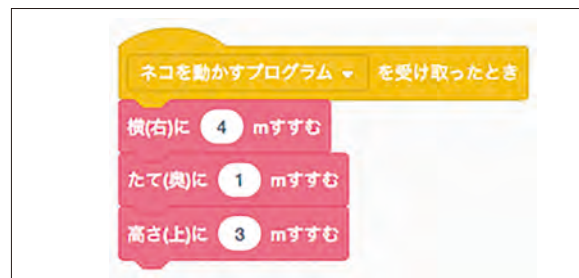 ネコを動かすプログラム を受け取ったとき
横(右)に 4 mすすむ
たて(奥)に 1 mすすむ
高さ(上)に 3 mすすむ